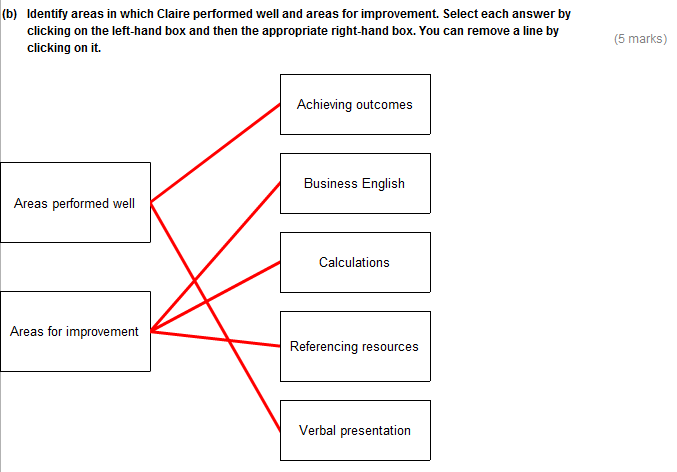 (b) Identify areas in which Claire performed well and areas for improvement. Select each answer by
clicking on the left-hand box and then the appropriate right-hand box. You can remove a line by
clicking on it.
(5 marks)
Achieving outcomes
Business English
Areas performed well
Calculations
Areas for improvement
Referencing resources
Verbal presentation